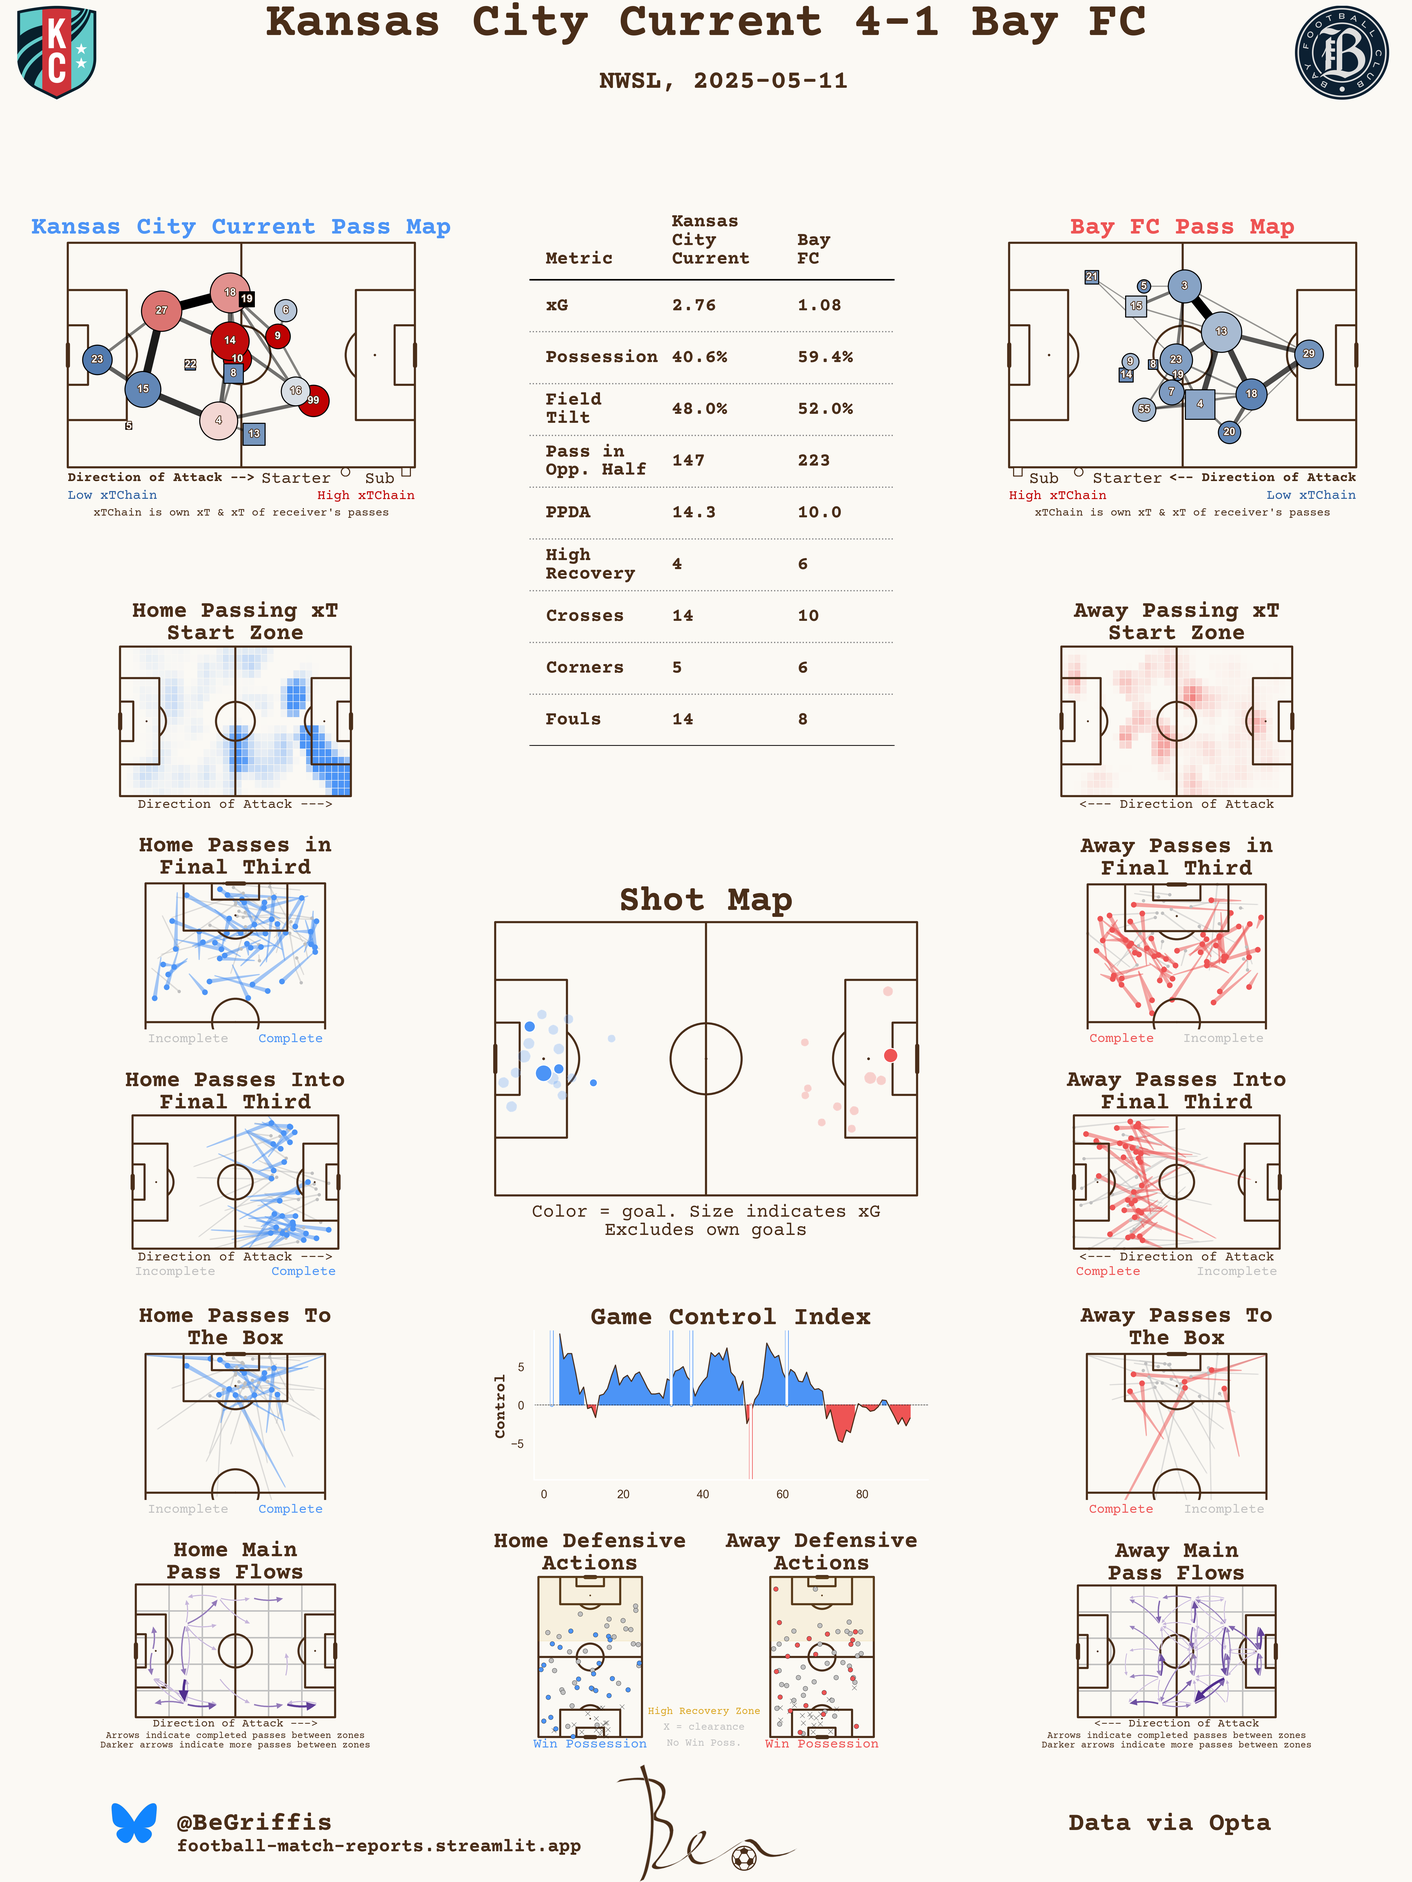 Kansas City Current 4-1 Bay FC
NWSL, 2025-05-11
KC
BAY FOOTBALL CLUB
B
Kansas City Current Pass Map
18
19
27
6
14
9
10
23
22
8
15
16
99
4
5
13
Direction of Attack --> Starter Sub
Low xTChain High xTChain
xTChain is own xT & xT of receiver's passes
Metric Kansas City Current Bay FC
xG 2.76 1.08
Possession 40.6% 59.4%
Field Tilt 48.0% 52.0%
Pass in Opp. Half 147 223
PPDA 14.3 10.0
High Recovery 4 6
Crosses 14 10
Corners 5 6
Fouls 14 8
Bay FC Pass Map
21
5
3
15
13
29
9
23
8
14
19
7
18
55
4
20
Sub Starter <-- Direction of Attack
High xTChain Low xTChain
xTChain is own xT & xT of receiver's passes
Home Passing xT
Start Zone
Direction of Attack --->
Away Passing xT
Start Zone
<--- Direction of Attack
Home Passes in
Final Third
Incomplete Complete
Shot Map
Color = goal. Size indicates xG
Excludes own goals
Away Passes in
Final Third
Complete Incomplete
Home Passes Into
Final Third
Direction of Attack --->
Incomplete Complete
Away Passes Into
Final Third
<--- Direction of Attack
Complete Incomplete
Home Passes To
The Box
Incomplete Complete
Game Control Index
Control
5
0
−5
0 20 40 60 80
Away Passes To
The Box
Complete Incomplete
Home Main
Pass Flows
Direction of Attack --->
Arrows indicate completed passes between zones
Darker arrows indicate more passes between zones
Home Defensive
Actions
Win Possession
High Recovery Zone
X = clearance
No Win Poss.
Away Defensive
Actions
Win Possession
Away Main
Pass Flows
<--- Direction of Attack
Arrows indicate completed passes between zones
Darker arrows indicate more passes between zones
@BeGriffis
football-match-reports.streamlit.app
Ben
Data via Opta